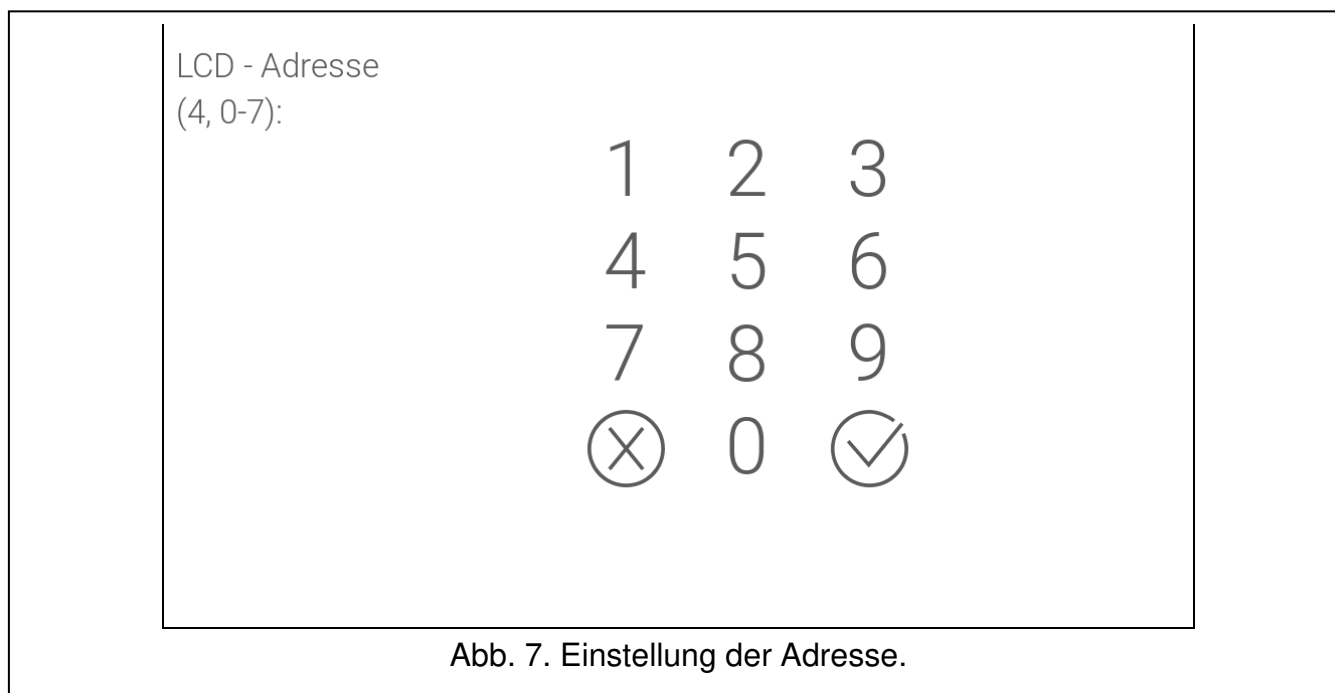 LCD - Adresse
(4, 0-7):
1 2 3
4 5 6
7 8 9
0
Abb. 7. Einstellung der Adresse.